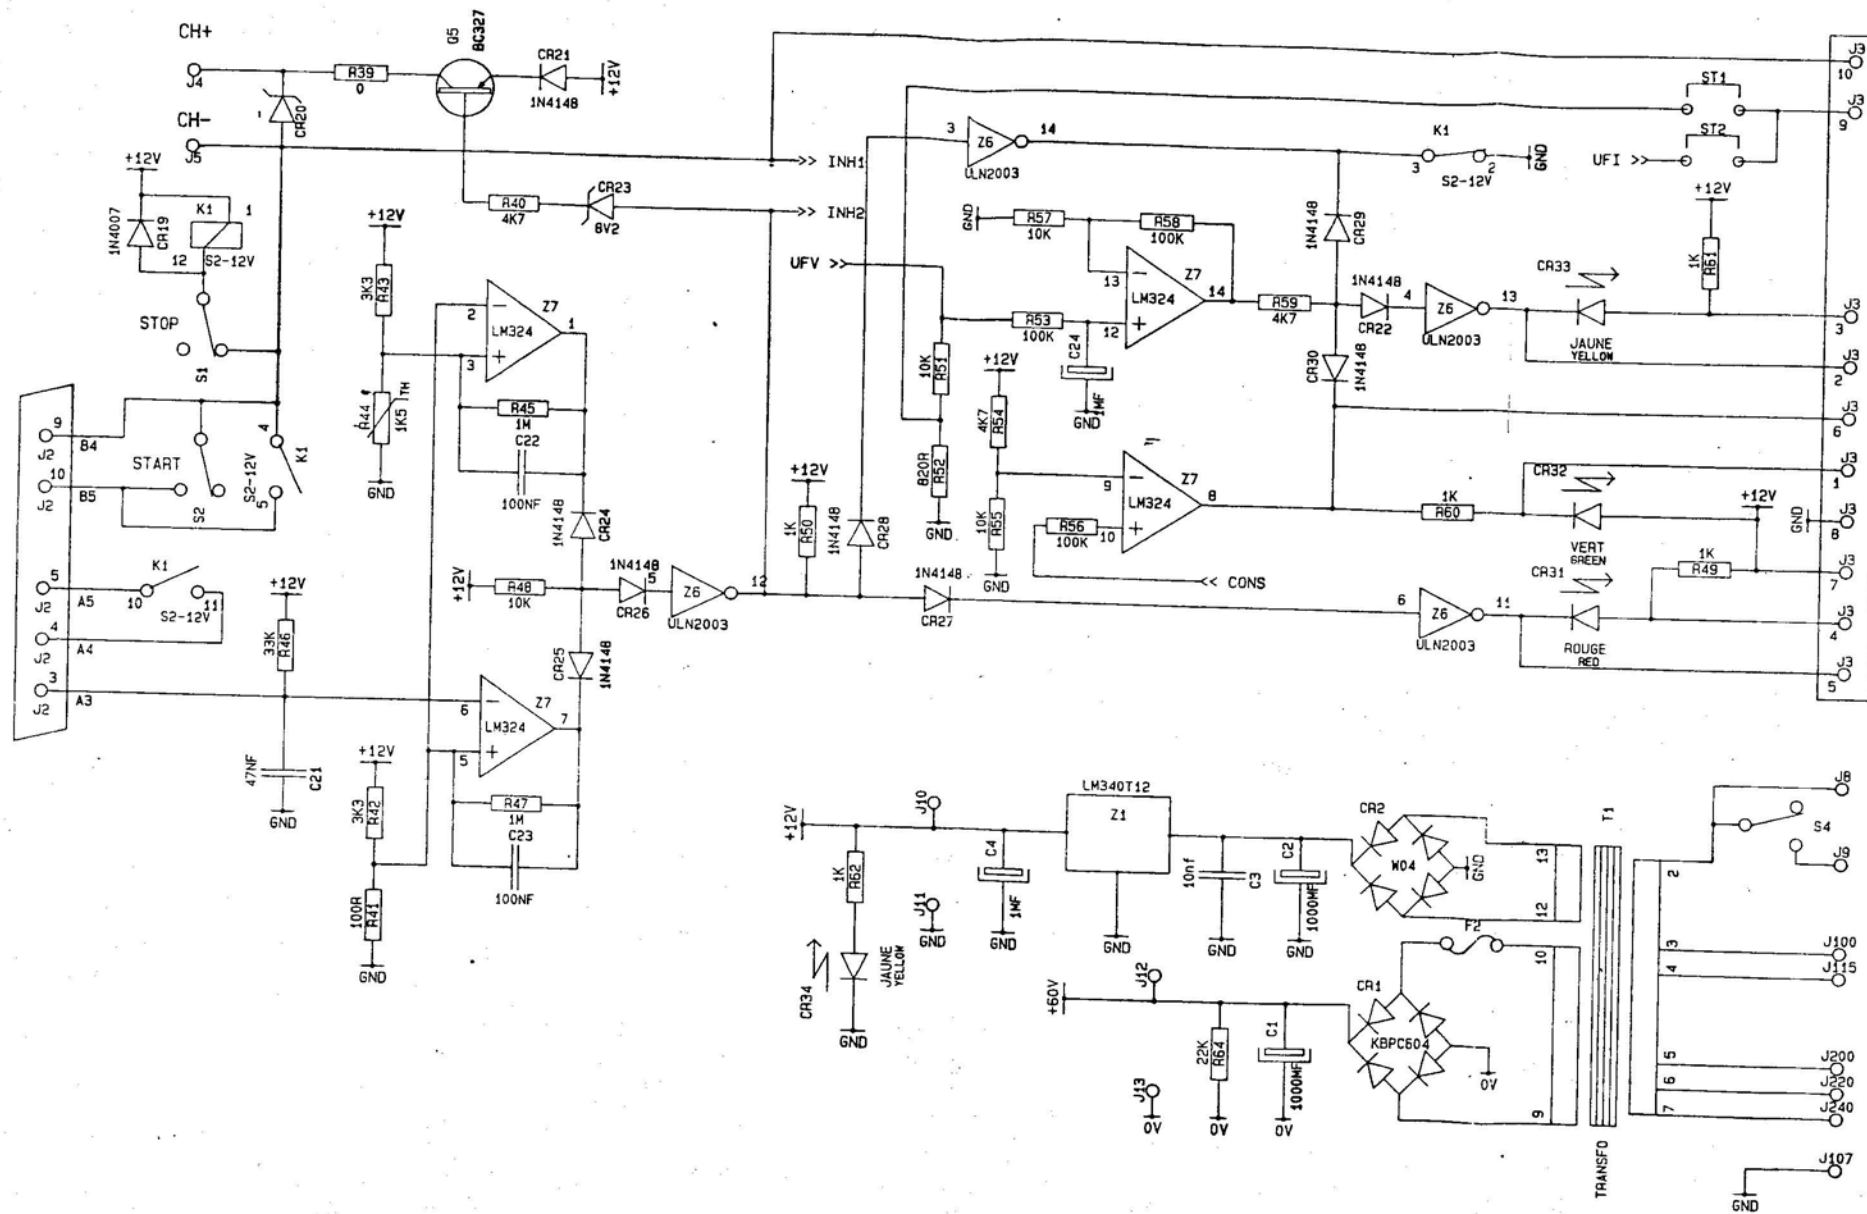 CH+
J4
R39
0
Q5
BC327
CR21
1N4148
+12V
CR20
CH-
J5
INH1
>> INH1
R40
4K7
CR23
8V2
>> INH2
+12V
1N4007
CR19
K1
1
12
S2-12V
STOP
S1
+12V
3K3
R43
R44
1K5
TH
GND
2
3
LM324
Z7
1
R45
1M
C22
100NF
9
J2
B4
10
J2
B5
START
S2
4
S2-12V
K1
5
5
J2
A5
K1
10
11
S2-12V
4
J2
A4
3
J2
A3
+12V
33K
R46
47NF
C21
GND
1N4148
CR24
+12V
R48
10K
1N4148
5
CR26
Z6
ULN2003
12
CR25
1N4148
6
5
LM324
Z7
7
R47
1M
C23
100NF
+12V
3K3
R42
100R
R41
GND
+12V
1K
R50
1N4148
CR28
1N4148
CR27
3
Z6
14
ULN2003
UFV >>
GND
R57
10K
R58
100K
13
12
LM324
Z7
14
R53
100K
C24
1MF
GND
10K
R51
820R
R52
GND
+12V
4K7
R54
10K
R55
GND
9
10
LM324
Z7
8
R56
100K
<< CONS
K1
3
2
S2-12V
GND
1N4148
CR29
R59
4K7
1N4148
CR22
4
Z6
13
ULN2003
CR30
1N4148
UFI >>
ST1
ST2
+12V
1K
R61
CR33
JAUNE
YELLOW
1K
R60
CR32
VERT
GREEN
+12V
1K
R49
CR31
6
Z6
11
ULN2003
ROUGE
RED
J3
10
J3
9
J3
3
J3
2
J3
6
J3
1
GND
J3
8
J3
7
J3
4
J3
5
+12V
J10
1K
R62
CR34
JAUNE
YELLOW
GND
J11
GND
C4
1MF
GND
LM340T12
Z1
GND
10nf
C3
GND
C2
1000MF
GND
CR2
W04
GND
13
12
F2
10
9
T1
TRANSFO
+60V
J12
J13
0V
22K
R64
0V
C1
1000MF
0V
CR1
KBPC604
0V
2
3
4
5
6
7
J8
S4
J9
J100
J115
J200
J220
J240
J107
GND